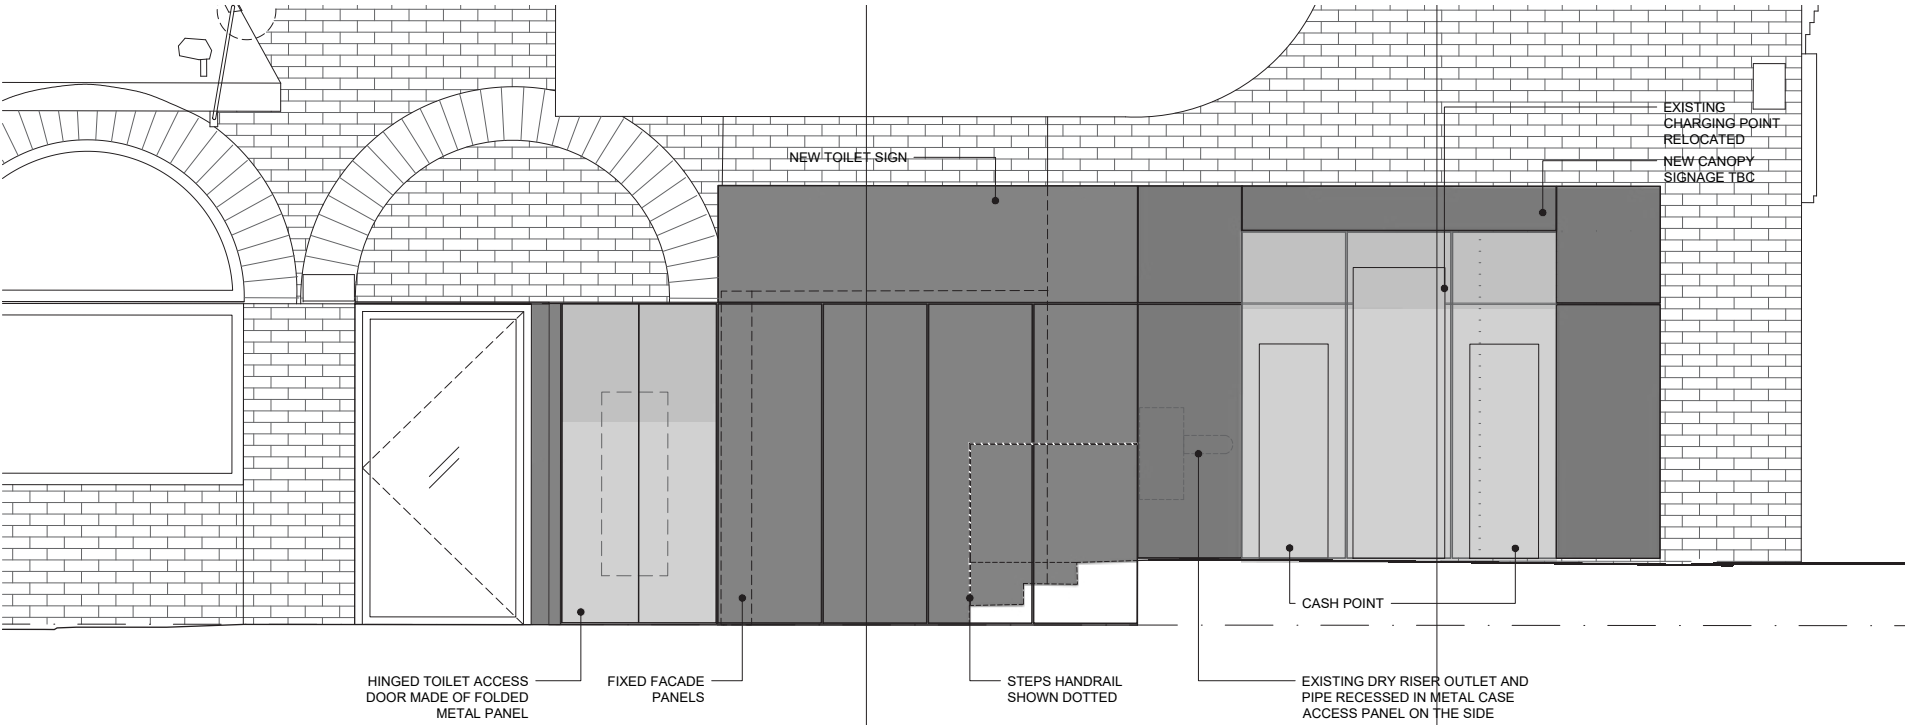 EXISTING
CHARGING POINT
RELOCATED
NEW TOILET SIGN
NEW CANOPY
SIGNAGE TBC
CASH POINT
HINGED TOILET ACCESS
DOOR MADE OF FOLDED
METAL PANEL
FIXED FACADE
PANELS
STEPS HANDRAIL
SHOWN DOTTED
EXISTING DRY RISER OUTLET AND
PIPE RECESSED IN METAL CASE
ACCESS PANEL ON THE SIDE